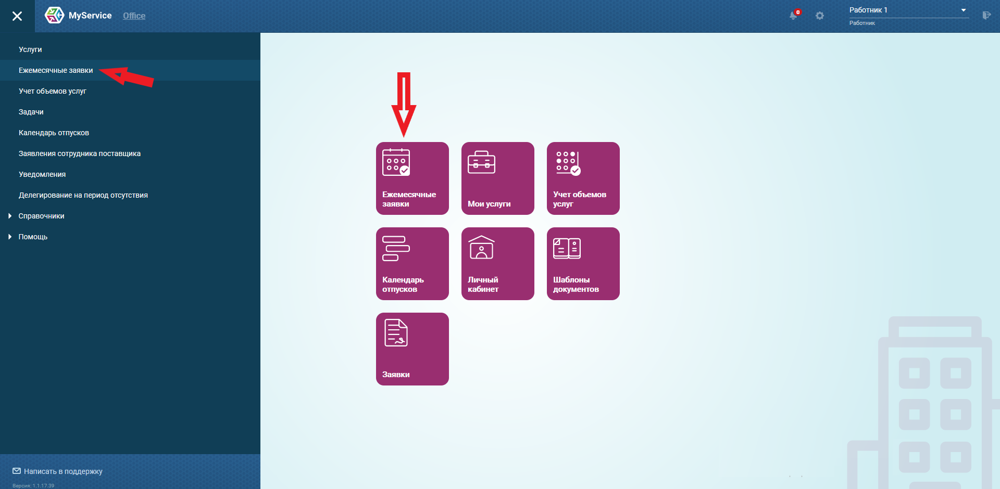 MyService Office
0
Работник 1
Работник
Услуги
Ежемесячные заявки
Учет объемов услуг
Задачи
Календарь отпусков
Заявления сотрудника поставщика
Уведомления
Делегирование на период отсутствия
Справочники
Помощь
Написать в поддержку
Версия: 1.1.17.39
Ежемесячные
заявки
Мои услуги
Учет объемов
услуг
Календарь
отпусков
Личный
кабинет
Шаблоны
документов
Заявки